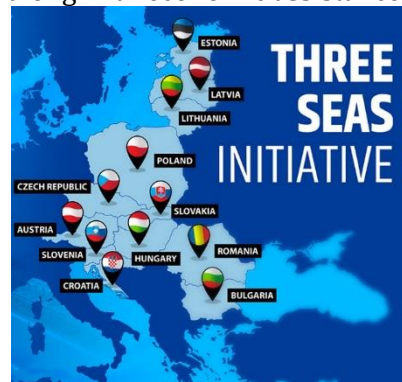 ESTONIA
THREE
SEAS
INITIATIVE
LATVIA
LITHUANIA
POLAND
CZECH REPUBLIC
SLOVAKIA
AUSTRIA
SLOVENIA
HUNGARY
ROMANIA
CROATIA
BULGARIA